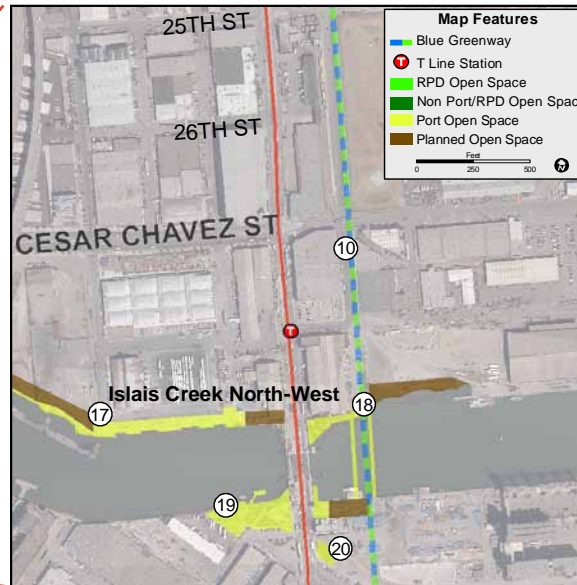 25TH ST
26TH ST
CESAR CHAVEZ ST
Map Features
Blue Greenway
T T Line Station
RPD Open Space
Non Port/RPD Open Spac
Port Open Space
Planned Open Space
Feet
0 250 500
N
10
T
Islais Creek North-West
17
18
19
20